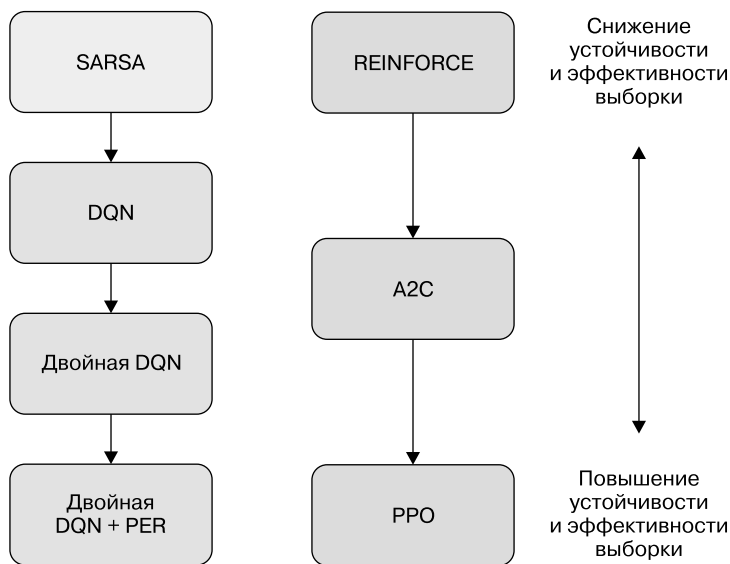 SARSA
DQN
Двойная DQN
Двойная
DQN + PER
REINFORCE
A2C
PPO
Снижение
устойчивости
и эффективности
выборки
Повышение
устойчивости
и эффективности
выборки